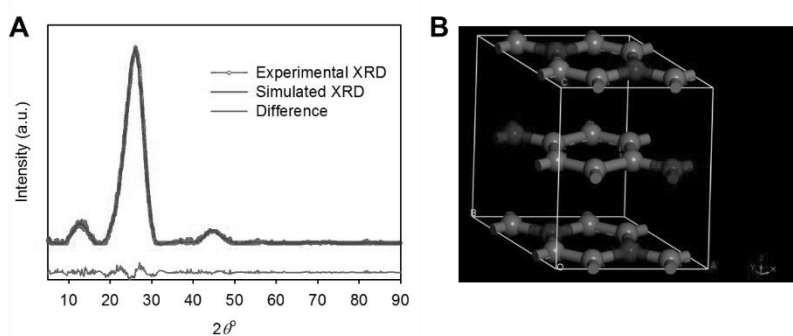 A
Intensity (a.u.)
Experimental XRD
Simulated XRD
Difference
10 20 30 40 50 60 70 80 90
2θ°
B
C
B
O
A
Z
Y X